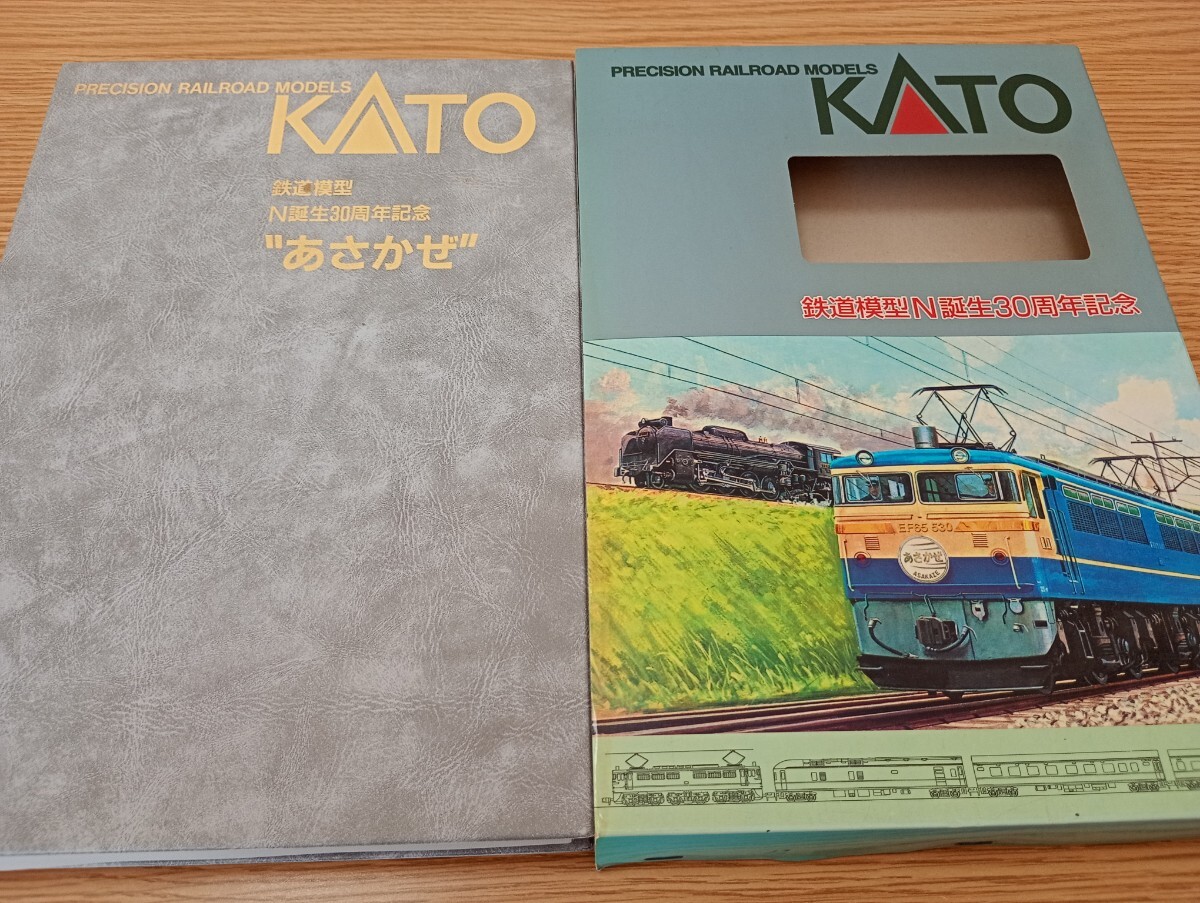 PRECISION RAILROAD MODELS
KATO
鉄道模型
N誕生30周年記念
"あさかぜ"
PRECISION RAILROAD MODELS
KATO
鉄道模型N誕生30周年記念
EF65 530
あさかぜ
ASAKAZE